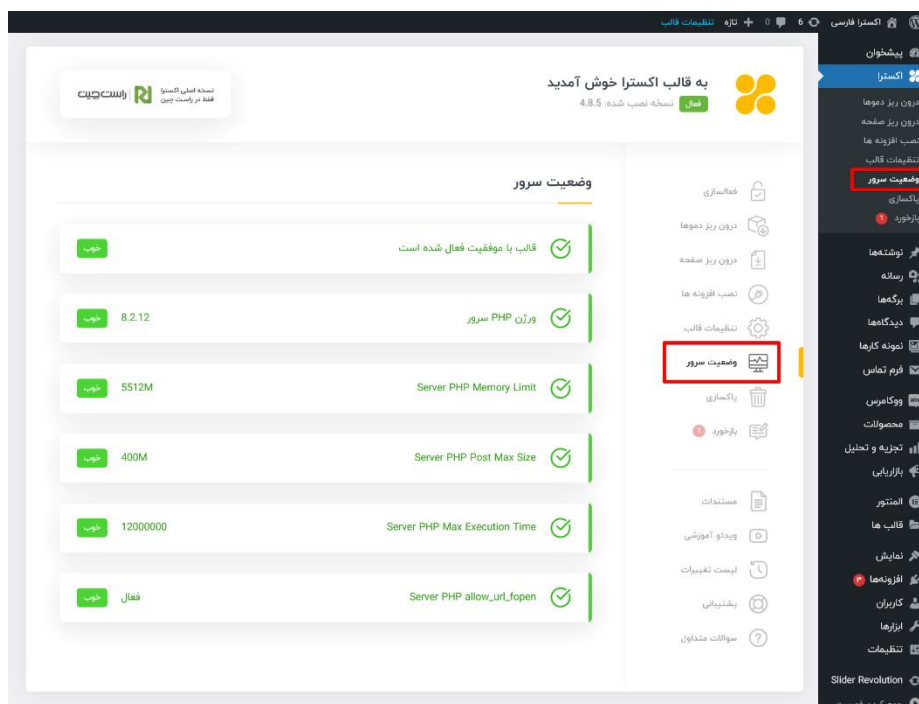 اکسترا فارسی 6 0 + تازه تنظیمات قالب
پیشخوان
اکسترا
درون ریز دموها
درون ریز صفحه
نصب افزونه ها
تنظیمات قالب
وضعیت سرور
پاکسازی
بازخورد 1
نوشته‌ها
رسانه
برگه‌ها
دیدگاه‌ها
نمونه کارها
فرم تماس
ووکامرس
محصولات
تجزیه و تحلیل
بازاریابی
المنتور
قالب ها
نمایش
افزونه‌ها ۳
کاربران
ابزارها
تنظیمات
Slider Revolution
به قالب اکسترا خوش آمدید
فعال نسخه نصب شده: 4.8.5
نسخه اصلی اکسترا
فقط در راست چین
راست‌چین
فعالسازی
درون ریز دموها
درون ریز صفحه
نصب افزونه ها
تنظیمات قالب
وضعیت سرور
پاکسازی
بازخورد 1
مستندات
ویدئو آموزشی
لیست تغییرات
پشتیبانی
سوالات متداول
وضعیت سرور
قالب با موفقیت فعال شده است خوب
ورژن PHP سرور 8.2.12 خوب
Server PHP Memory Limit 5512M خوب
Server PHP Post Max Size 400M خوب
Server PHP Max Execution Time 12000000 خوب
Server PHP allow_url_fopen فعال خوب